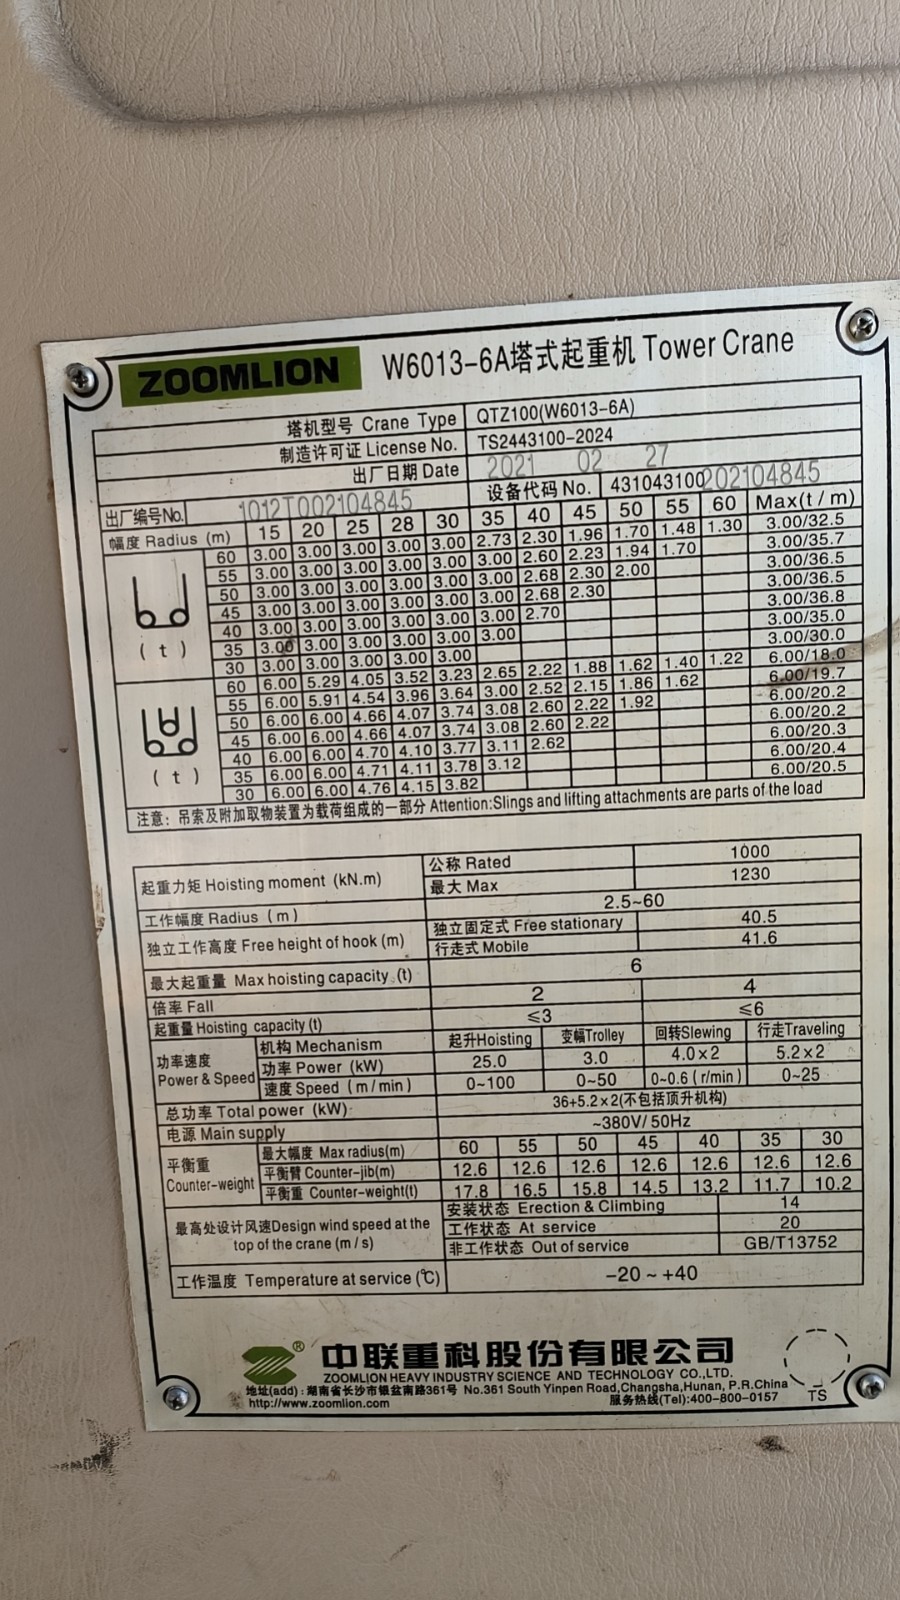 ZOOMLION W6013-6A塔式起重机 Tower Crane
塔机型号 Crane Type QTZ100(W6013-6A)
制造许可证 License No. TS2443100-2024
出厂日期 Date 2021 02 27
出厂编号No. 1012T002104845 设备代码 No. 431043100202104845
幅度 Radius (m) 15 20 25 28 30 35 40 45 50 55 60 Max(t/m)
60 3.00 3.00 3.00 3.00 3.00 2.73 2.30 1.96 1.70 1.48 1.30 3.00/32.5
55 3.00 3.00 3.00 3.00 3.00 3.00 2.60 2.23 1.94 1.70 3.00/35.7
50 3.00 3.00 3.00 3.00 3.00 3.00 2.68 2.30 2.00 3.00/36.5
45 3.00 3.00 3.00 3.00 3.00 3.00 2.68 2.30 3.00/36.5
40 3.00 3.00 3.00 3.00 3.00 3.00 2.70 3.00/36.8
35 3.00 3.00 3.00 3.00 3.00 3.00 3.00/35.0
30 3.00 3.00 3.00 3.00 3.00 3.00/30.0
(t)
60 6.00 5.29 4.05 3.52 3.23 2.65 2.22 1.88 1.62 1.40 1.22 6.00/18.0
55 6.00 5.91 4.54 3.96 3.64 3.00 2.52 2.15 1.86 1.62 6.00/19.7
50 6.00 6.00 4.66 4.07 3.74 3.08 2.60 2.22 1.92 6.00/20.2
45 6.00 6.00 4.66 4.07 3.74 3.08 2.60 2.22 6.00/20.2
40 6.00 6.00 4.70 4.10 3.77 3.11 2.62 6.00/20.3
35 6.00 6.00 4.71 4.11 3.78 3.12 6.00/20.4
30 6.00 6.00 4.76 4.15 3.82 6.00/20.5
(t)
注意: 吊索及附加取物装置为载荷组成的一部分 Attention:Slings and lifting attachments are parts of the load
起重力矩 Hoisting moment (kN.m) 公称 Rated 1000
最大 Max 1230
工作幅度 Radius (m) 2.5~60
独立工作高度 Free height of hook (m) 独立固定式 Free stationary 40.5
行走式 Mobile 41.6
最大起重量 Max hoisting capacity (t) 6
倍率 Fall 2 4
起重量 Hoisting capacity (t) ≤3 ≤6
功率速度 Power & Speed 机构 Mechanism 起升Hoisting 变幅Trolley 回转Slewing 行走Traveling
功率 Power (kW) 25.0 3.0 4.0×2 5.2×2
速度 Speed (m/min) 0~100 0~50 0~0.6 (r/min) 0~25
总功率 Total power (kW) 36+5.2×2(不包括顶升机构)
电源 Main supply ~380V/ 50Hz
平衡重 Counter-weight 最大幅度 Max radius(m) 60 55 50 45 40 35 30
平衡臂 Counter-jib(m) 12.6 12.6 12.6 12.6 12.6 12.6 12.6
平衡重 Counter-weight(t) 17.8 16.5 15.8 14.5 13.2 11.7 10.2
最高处设计风速Design wind speed at the top of the crane (m/s) 安装状态 Erection & Climbing 14
工作状态 At service 20
非工作状态 Out of service GB/T13752
工作温度 Temperature at service (℃) -20 ~ +40
® 中联重科股份有限公司
ZOOMLION HEAVY INDUSTRY SCIENCE AND TECHNOLOGY CO.,LTD.
地址(add) : 湖南省长沙市银盆南路361号 No.361 South Yinpen Road,Changsha,Hunan, P.R.China
http://www.zoomlion.com 服务热线(Tel):400-800-0157
TS